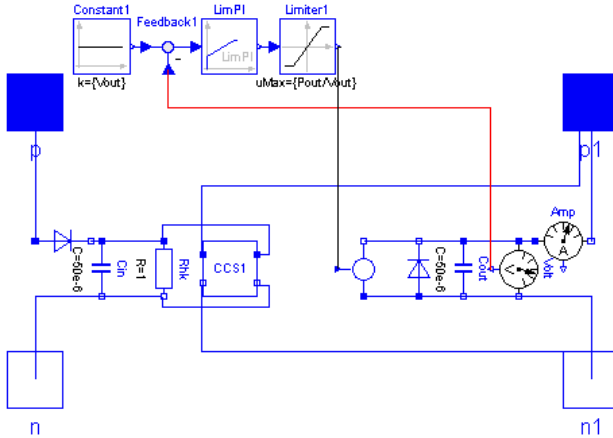 Constant1
Feedback1
LimPI
Limiter1
LimPI
k={Vout}
uMax={Pout/Vout}
-
p
p1
Amp
A
C=50e-6
Cin
R=1
Rhk
CCS1
C=50e-6
Cout
V
Volt
n
n1